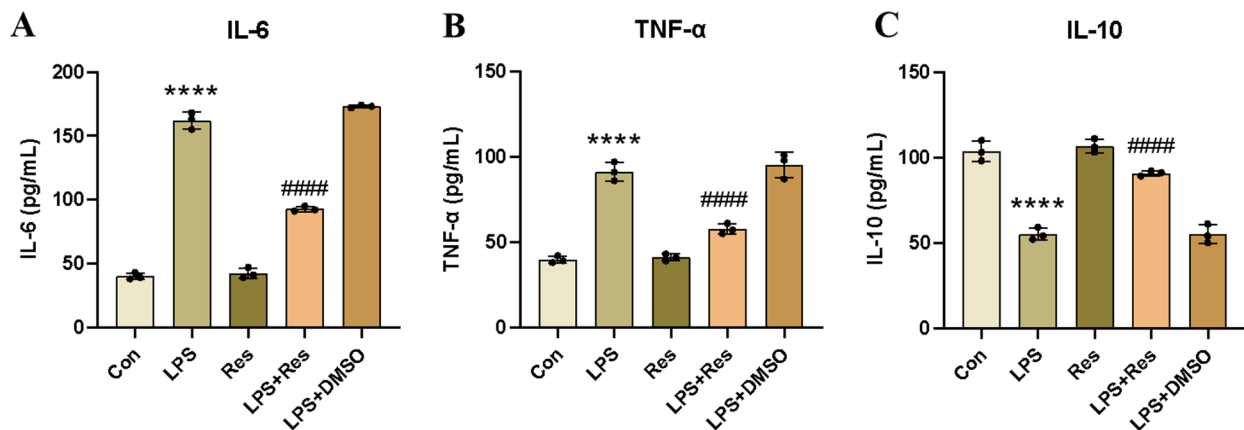 A
IL-6
IL-6 (pg/mL)
200
150
100
50
0
****
####
Con
LPS
Res
LPS+Res
LPS+DMSO
B
TNF-α
TNF-α (pg/mL)
150
100
50
0
****
####
Con
LPS
Res
LPS+Res
LPS+DMSO
C
IL-10
IL-10 (pg/mL)
150
100
50
0
****
####
Con
LPS
Res
LPS+Res
LPS+DMSO